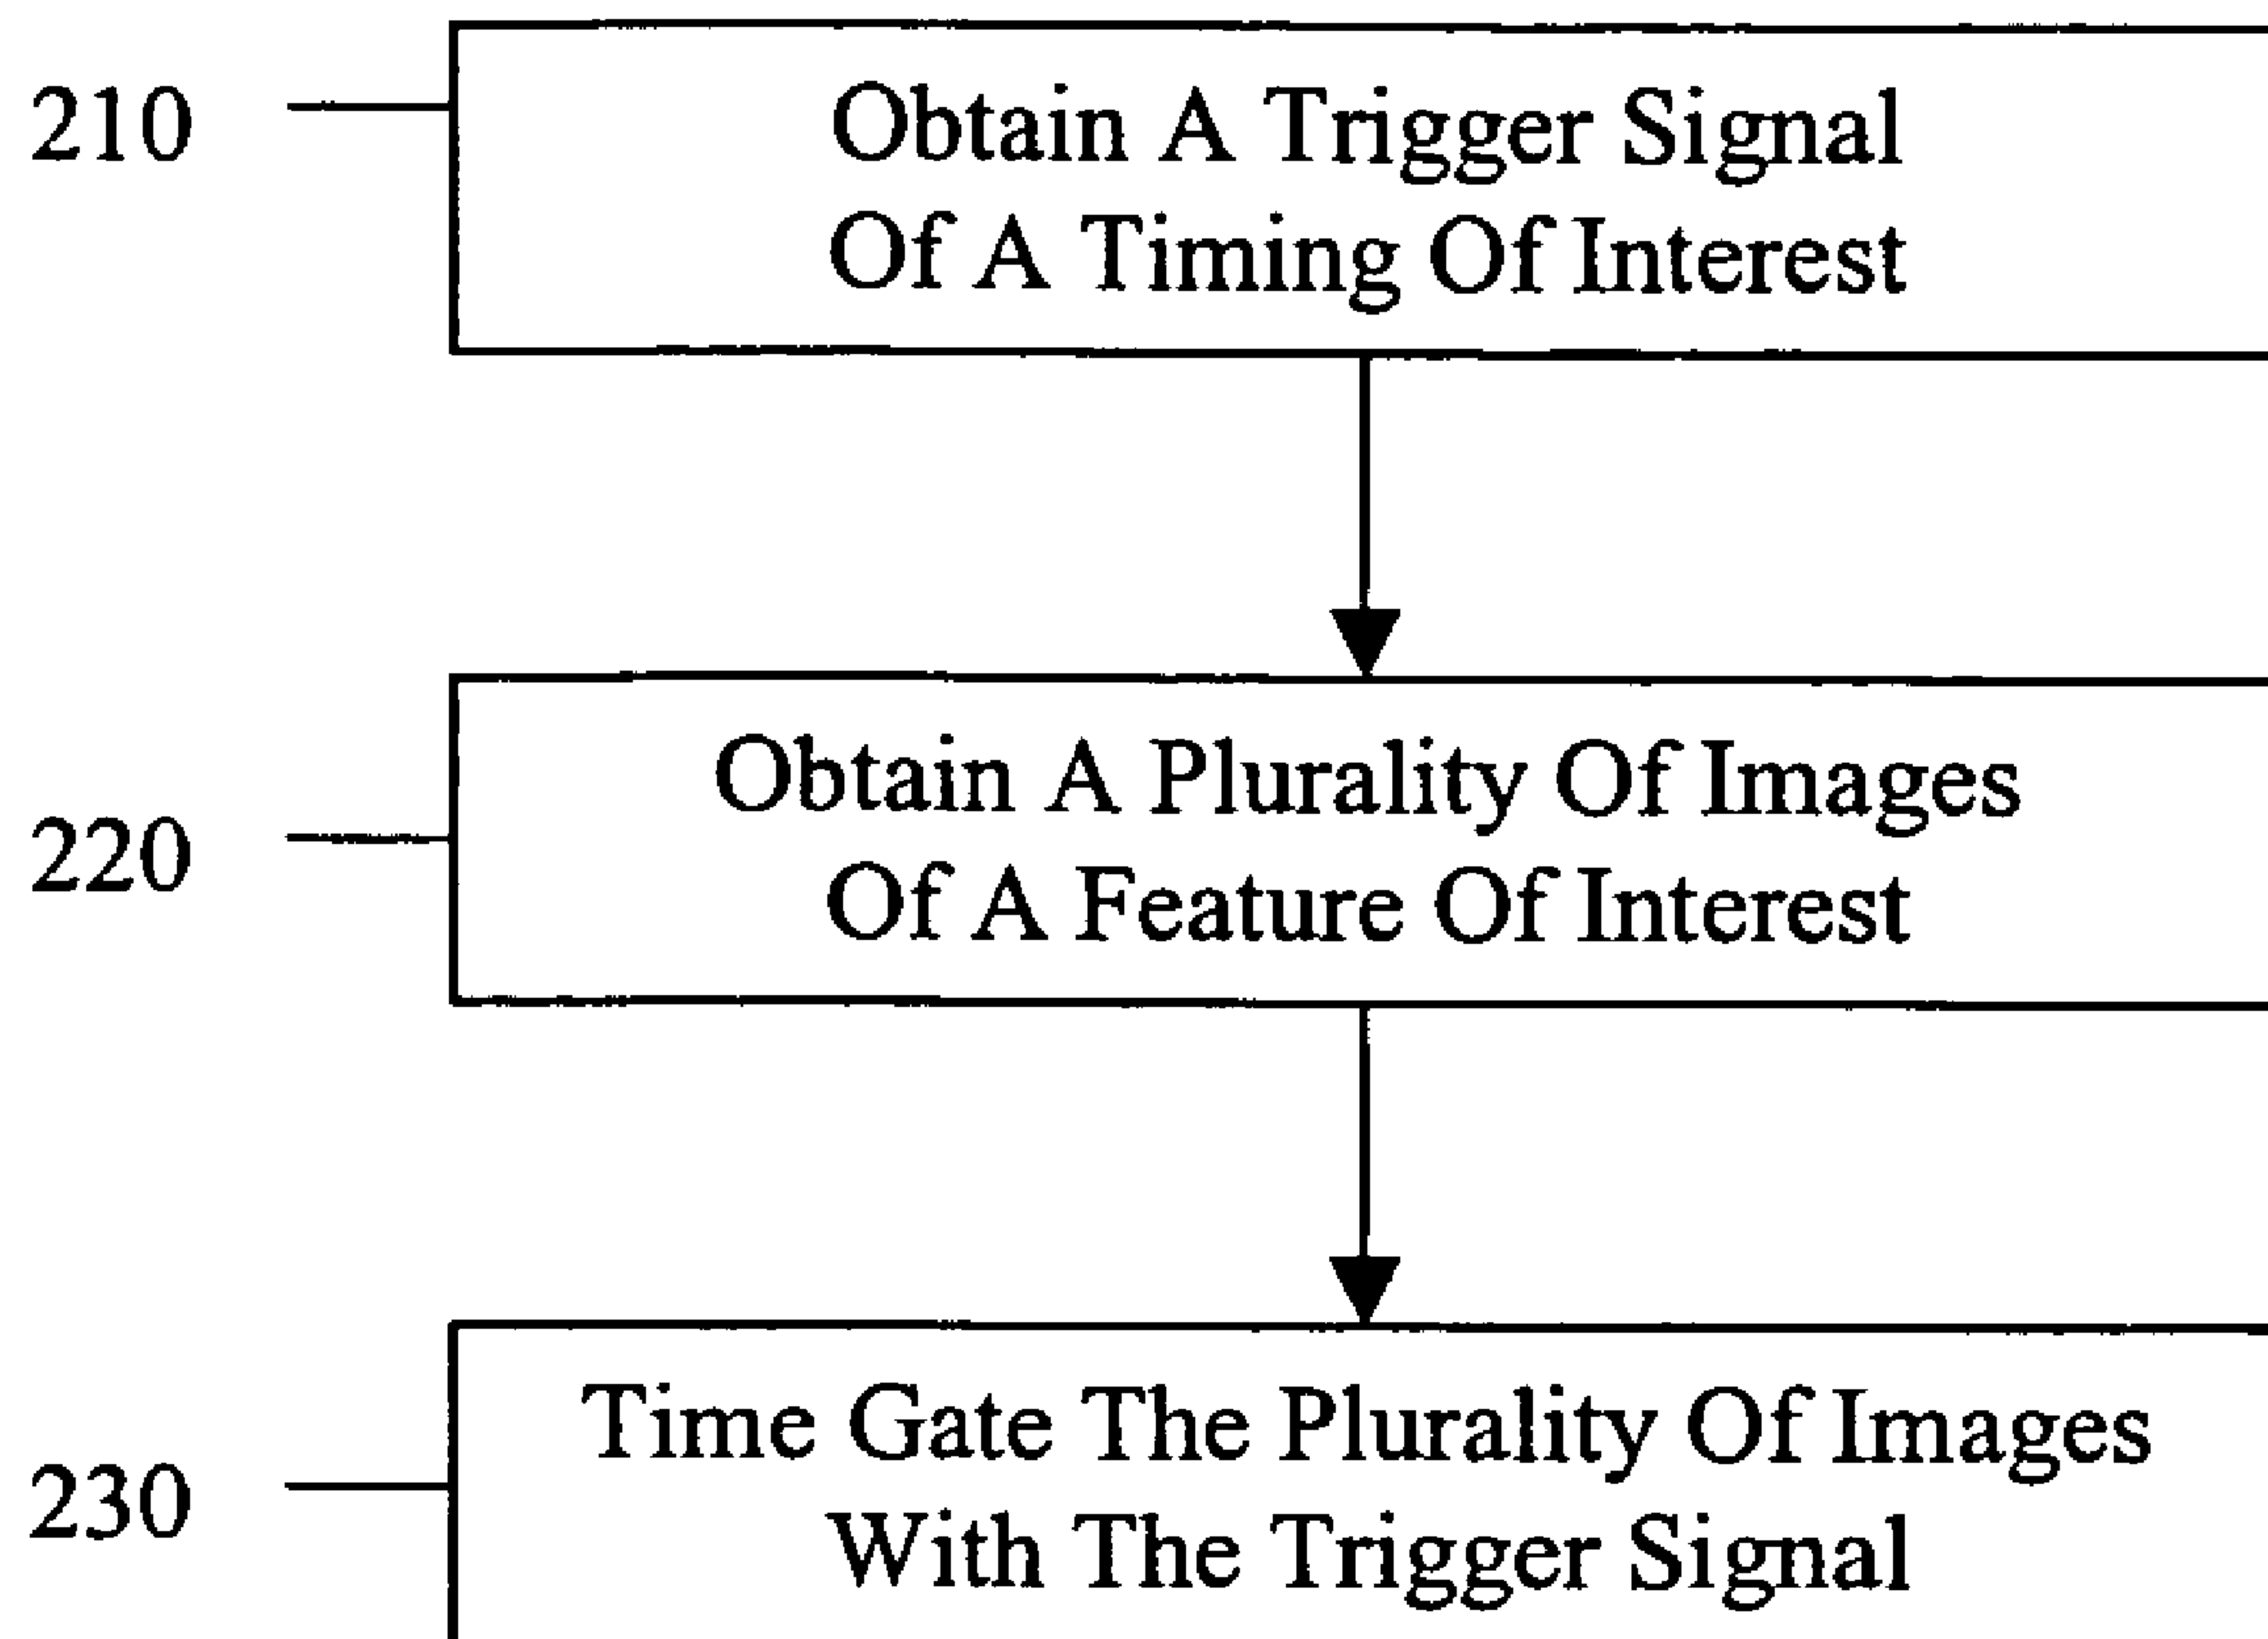 210
Obtain A Trigger Signal
Of A Timing Of Interest
220
Obtain A Plurality Of Images
Of A Feature Of Interest
230
Time Gate The Plurality Of Images
With The Trigger Signal